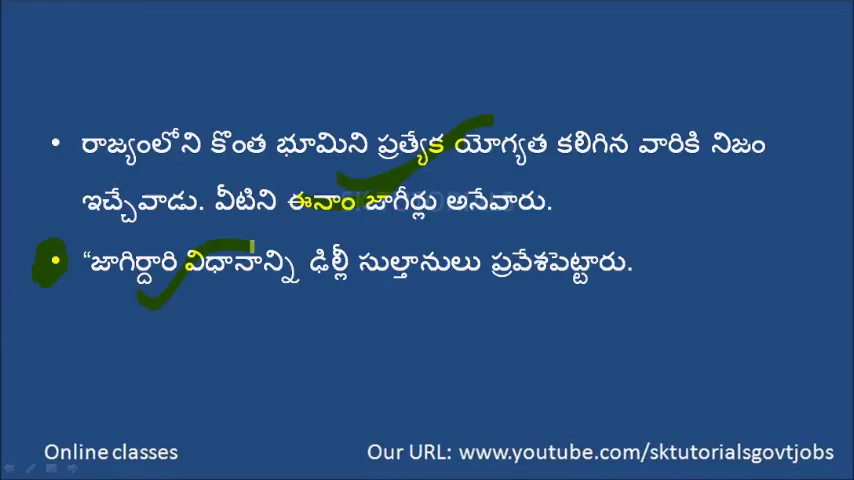 • రాజ్యంలోని కొంత భూమిని ప్రత్యేక యోగ్యత కలిగిన వారికి నిజం
ఇచ్చేవాడు. వీటిని ఈనాం జాగీర్లు అనేవారు.
• “జాగిర్దారి విధానాన్ని ఢిల్లీ సుల్తానులు ప్రవేశపెట్టారు.
Online classes
Our URL: www.youtube.com/sktutorialsgovtjobs